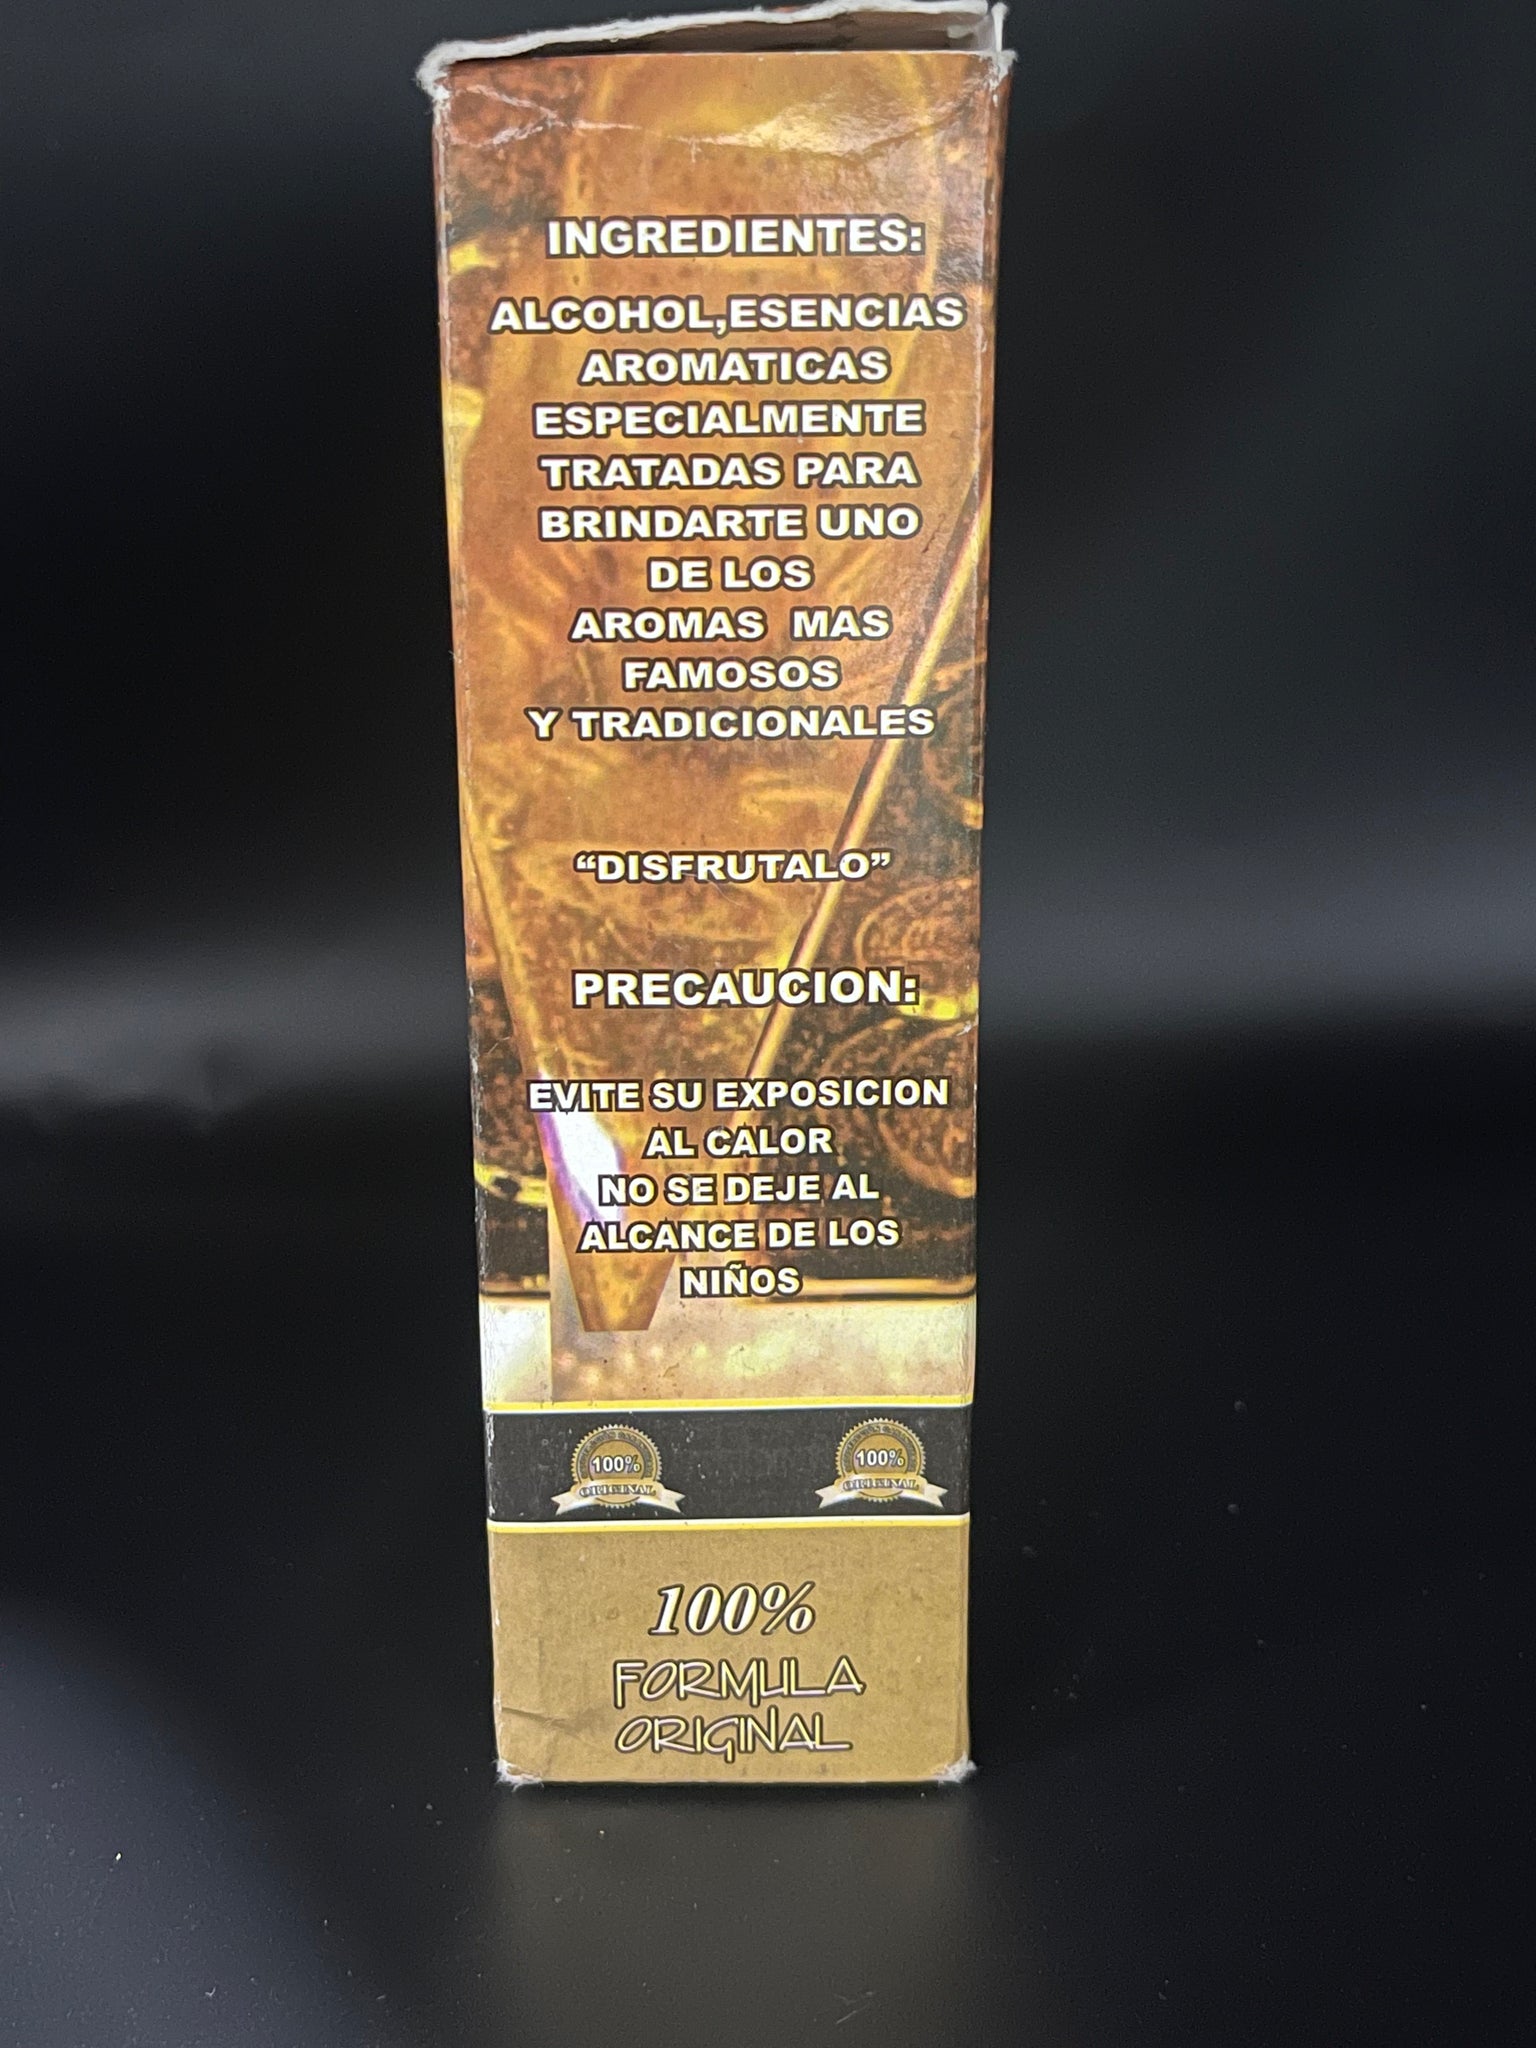 INGREDIENTES:
ALCOHOL,ESENCIAS
AROMATICAS
ESPECIALMENTE
TRATADAS PARA
BRINDARTE UNO
DE LOS
AROMAS MAS
FAMOSOS
Y TRADICIONALES
“DISFRUTALO”
PRECAUCION:
EVITE SU EXPOSICION
AL CALOR
NO SE DEJE AL
ALCANCE DE LOS
NIÑOS
100% 100%
ORIGINAL ORIGINAL
100%
FORMULA
ORIGINAL